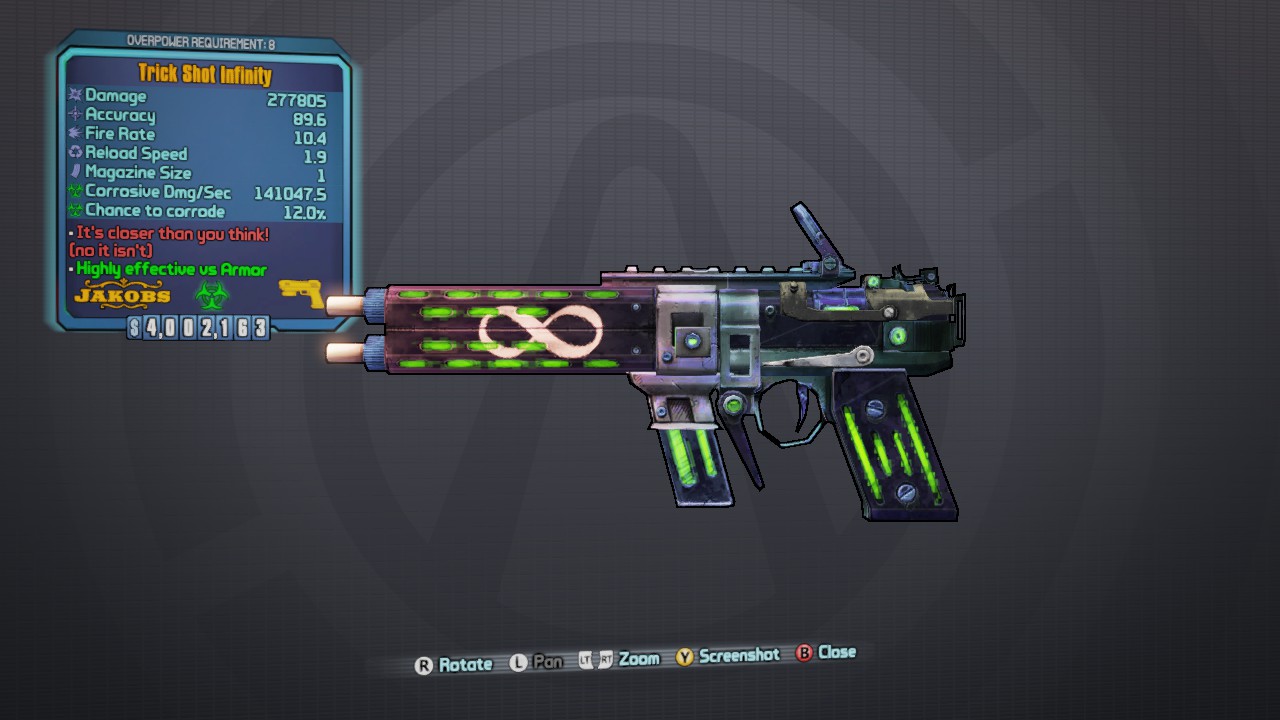 OVERPOWER REQUIREMENT: 8
Trick Shot Infinity
Damage 277805
Accuracy 89.6
Fire Rate 10.4
Reload Speed 1.9
Magazine Size 1
Corrosive Dmg/Sec 141047.5
Chance to corrode 12.0%
• It's closer than you think!
(no it isn't)
• Highly effective vs Armor
JAKOBS
$ 4,002,163
R Rotate L Pan LT RT Zoom Y Screenshot B Close